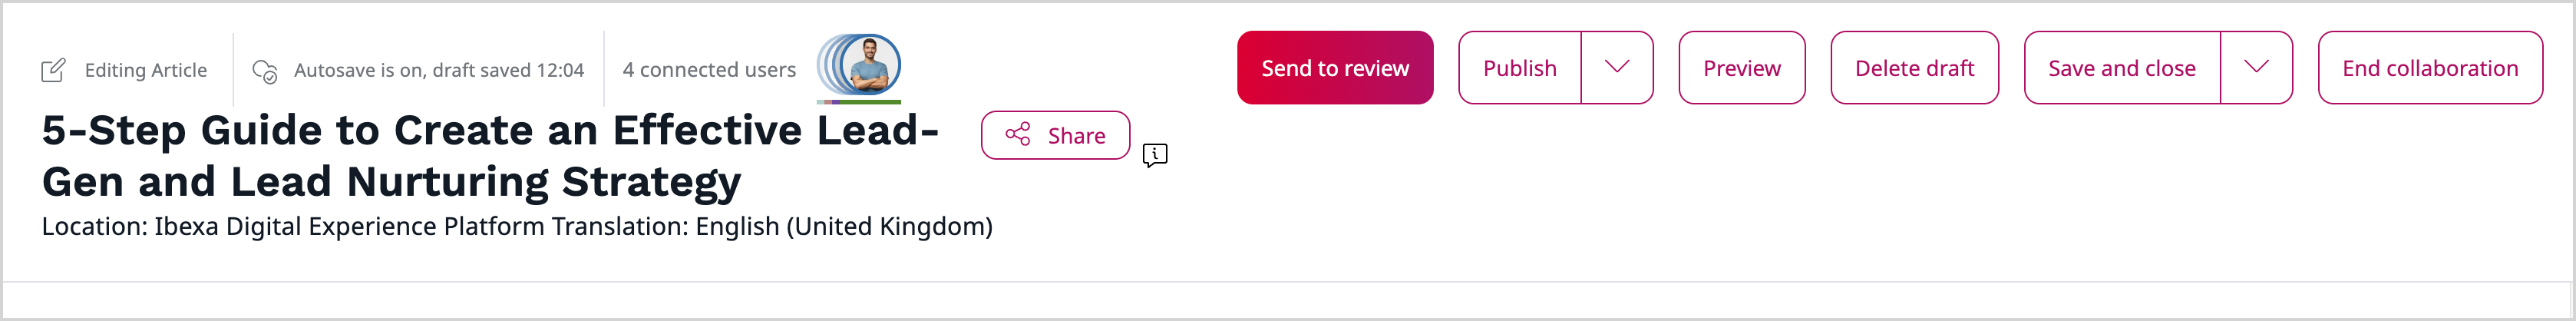 Editing Article
Autosave is on, draft saved 12:04
4 connected users
Send to review
Publish
Preview
Delete draft
Save and close
End collaboration
5-Step Guide to Create an Effective Lead-
Gen and Lead Nurturing Strategy
Share
Location: Ibexa Digital Experience Platform Translation: English (United Kingdom)